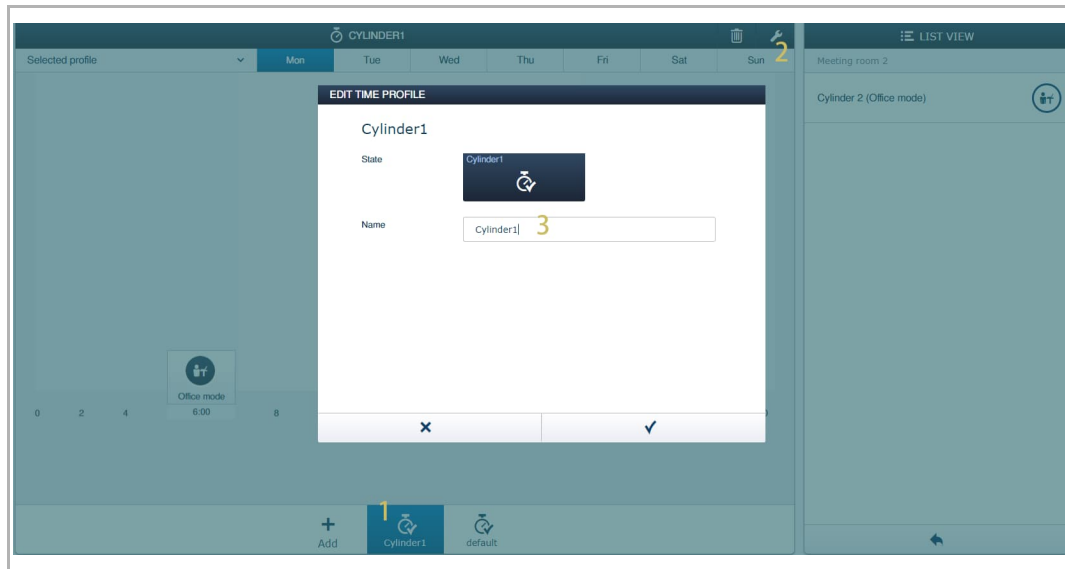 CYLINDER1
2
LIST VIEW
Selected profile
Mon
Tue
Wed
Thu
Fri
Sat
Sun
Meeting room 2
Cylinder 2 (Office mode)
EDIT TIME PROFILE
Cylinder1
State
Cylinder1
Name
Cylinder1
3
Office mode
0
2
4
6:00
8
1
Add
Cylinder1
default